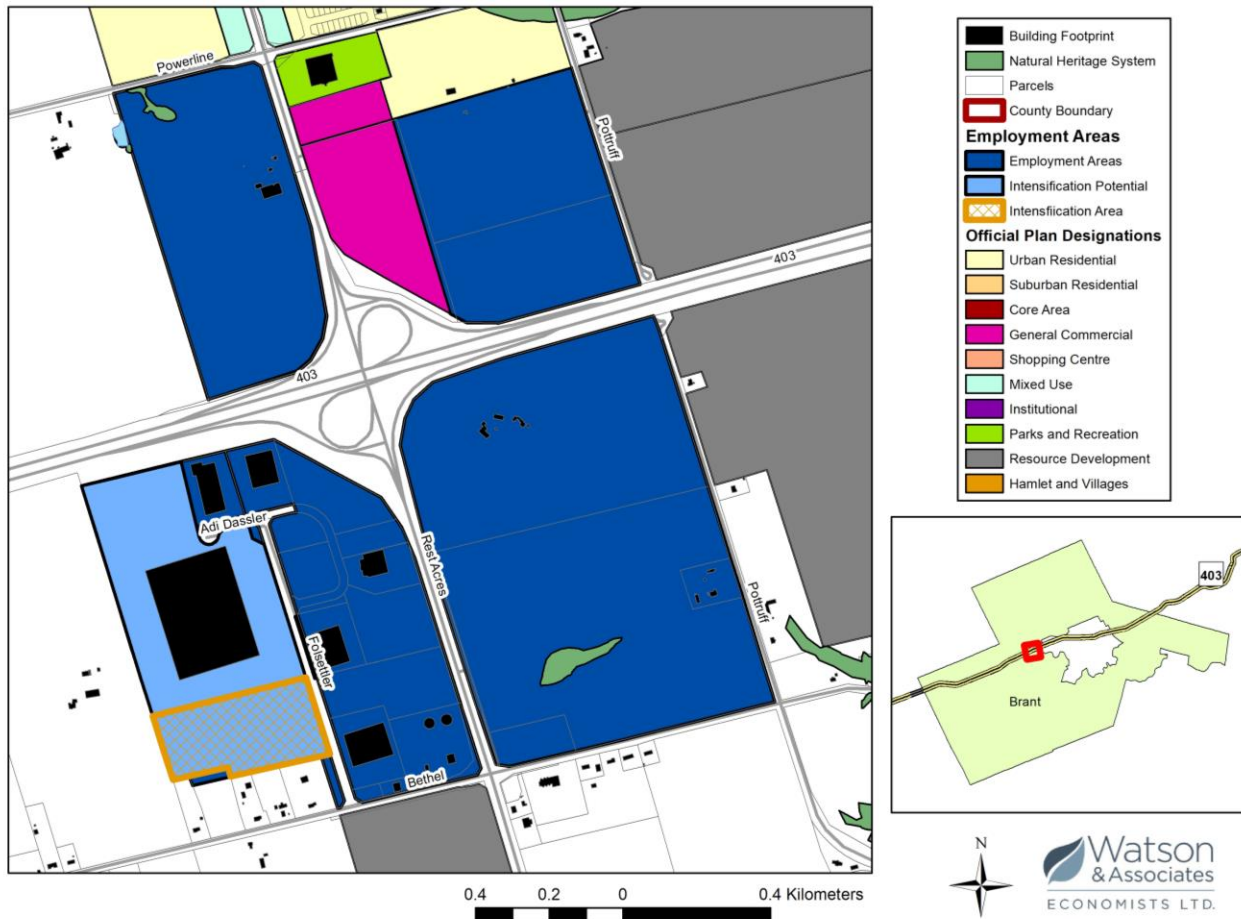 Powerline
Pottruff
403
403
Adi Dassler
Rest Acres
Folsettler
Pottruff
Bethel
0.4 0.2 0 0.4 Kilometers
Building Footprint
Natural Heritage System
Parcels
County Boundary
Employment Areas
Employment Areas
Intensification Potential
Intensfiication Area
Official Plan Designations
Urban Residential
Suburban Residential
Core Area
General Commercial
Shopping Centre
Mixed Use
Institutional
Parks and Recreation
Resource Development
Hamlet and Villages
403
Brant
N
Watson
& Associates
ECONOMISTS LTD.